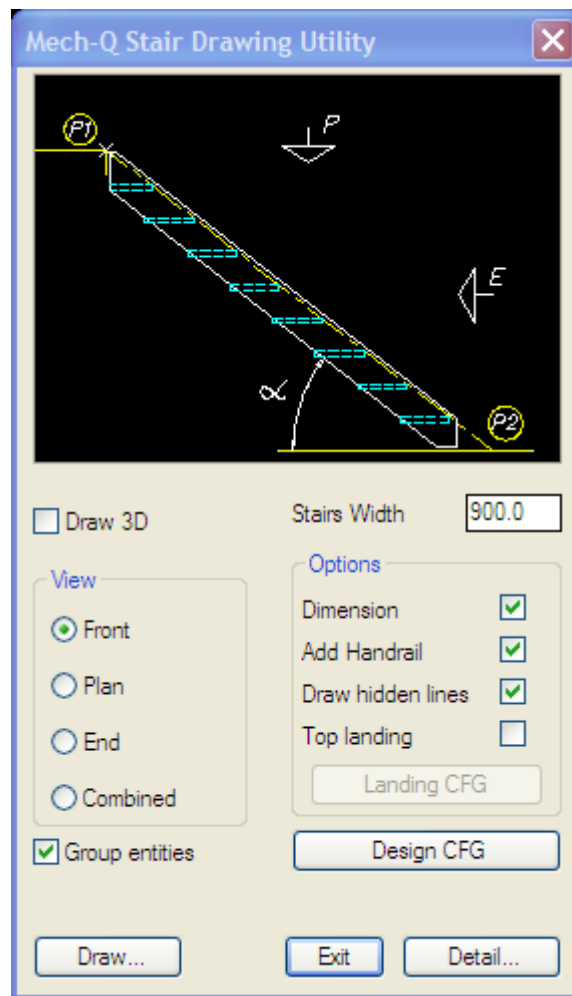 Mech-Q Stair Drawing Utility
P1
P
E
α
P2
Draw 3D
Stairs Width 900.0
View
Options
Front
Dimension
Add Handrail
Plan
Draw hidden lines
End
Top landing
Combined
Landing CFG
Group entities
Design CFG
Draw... Exit Detail...